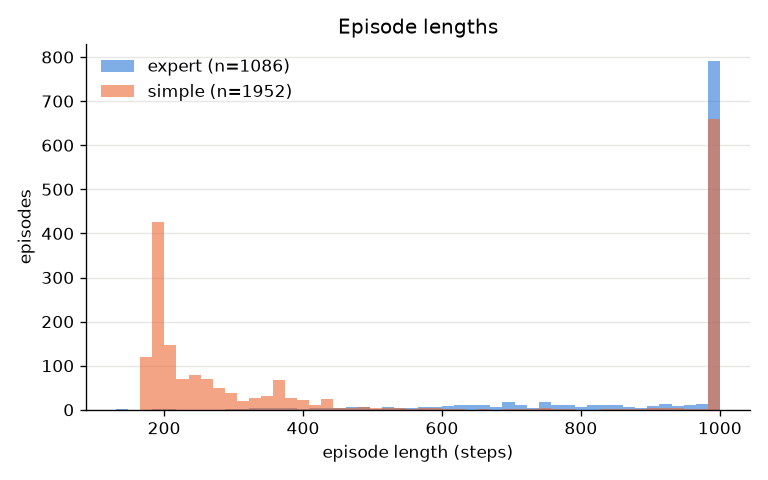 Episode lengths
expert (n=1086)
simple (n=1952)
episodes
800
700
600
500
400
300
200
100
0
200 400 600 800 1000
episode length (steps)